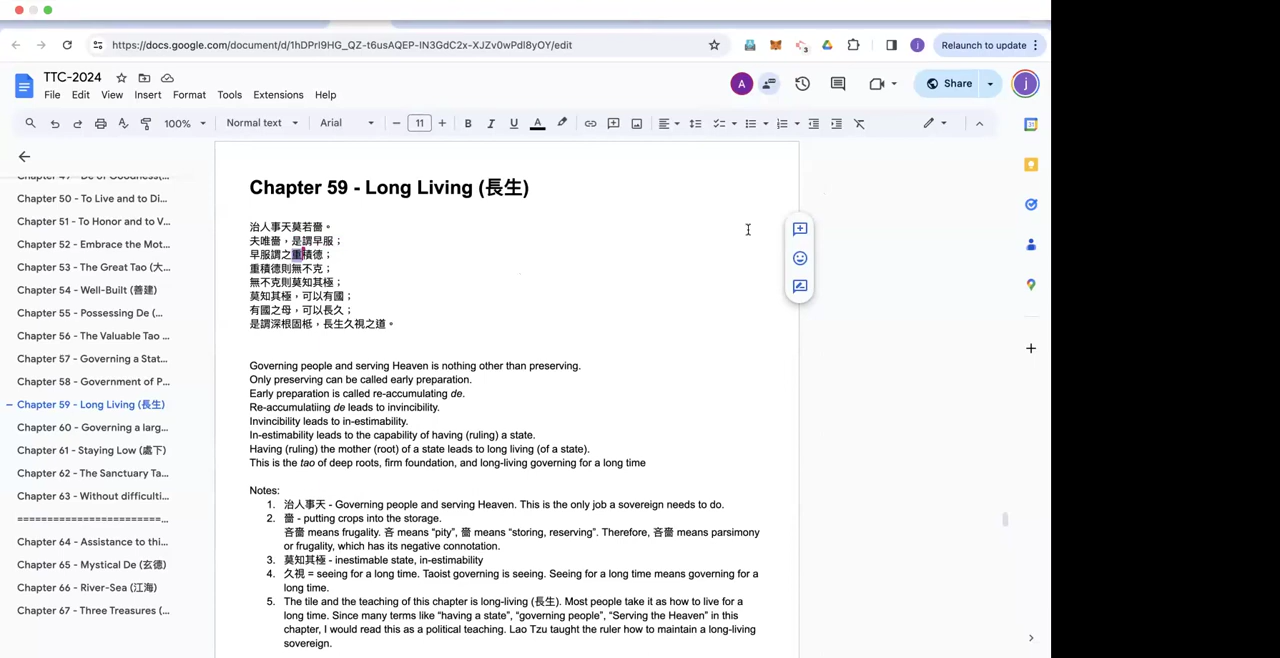 https://docs.google.com/document/d/1hDPrI9HG_QZ-t6usAQEP-IN3GdC2x-XJZv0wPdI8yOY/edit
3
j
Relaunch to update
TTC-2024
File Edit View Insert Format Tools Extensions Help
A
Share
j
100%
Normal text
Arial
11
B I U A
Chapter 50 - To Live and to Di...
Chapter 51 - To Honor and to V...
Chapter 52 - Embrace the Mot...
Chapter 53 - The Great Tao (大...
Chapter 54 - Well-Built (善建)
Chapter 55 - Possessing De (...
Chapter 56 - The Valuable Tao ...
Chapter 57 - Governing a Stat...
Chapter 58 - Government of P...
Chapter 59 - Long Living (長生)
Chapter 60 - Governing a larg...
Chapter 61 - Staying Low (處下)
Chapter 62 - The Sanctuary Ta...
Chapter 63 - Without difficulti...
========================...
Chapter 64 - Assistance to thi...
Chapter 65 - Mystical De (玄德)
Chapter 66 - River-Sea (江海)
Chapter 67 - Three Treasures (...
Chapter 59 - Long Living (長生)
治人事天莫若嗇。
夫唯嗇，是謂早服；
早服謂之重積德；
重積德則無不克；
無不克則莫知其極；
莫知其極，可以有國；
有國之母，可以長久；
是謂深根固柢，長生久視之道。
Governing people and serving Heaven is nothing other than preserving.
Only preserving can be called early preparation.
Early preparation is called re-accumulating de.
Re-accumulatiing de leads to invincibility.
Invincibility leads to in-estimability.
In-estimability leads to the capability of having (ruling) a state.
Having (ruling) the mother (root) of a state leads to long living (of a state).
This is the tao of deep roots, firm foundation, and long-living governing for a long time
Notes:
1. 治人事天 - Governing people and serving Heaven. This is the only job a sovereign needs to do.
2. 嗇 - putting crops into the storage.
吝嗇 means frugality. 吝 means “pity”, 嗇 means “storing, reserving”. Therefore, 吝嗇 means parsimony
or frugality, which has its negative connotation.
3. 莫知其極 - inestimable state, in-estimability
4. 久視 = seeing for a long time. Taoist governing is seeing. Seeing for a long time means governing for a
long time.
5. The tile and the teaching of this chapter is long-living (長生). Most people take it as how to live for a
long time. Since many terms like “having a state”, “governing people”, “Serving the Heaven” in this
chapter, I would read this as a political teaching. Lao Tzu taught the ruler how to maintain a long-living
sovereign.